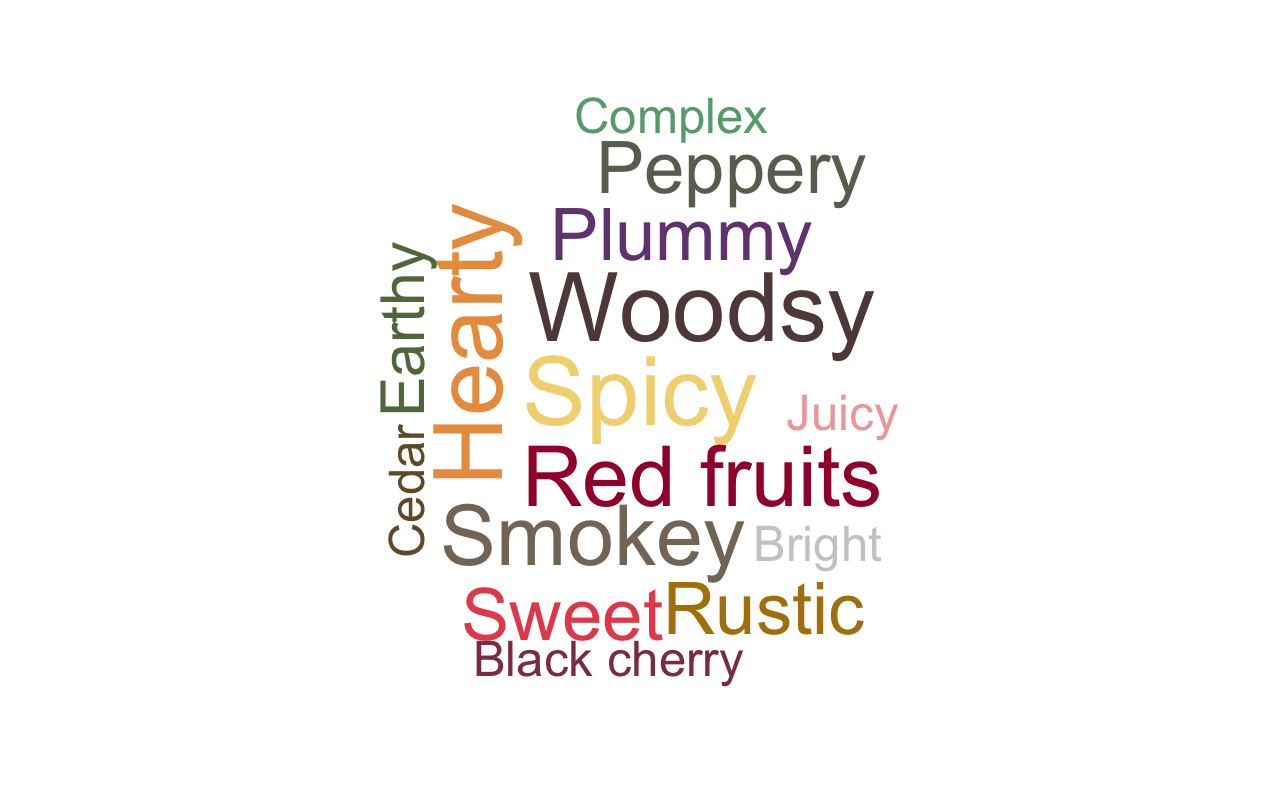 Complex
Peppery
Plummy
Earthy
Hearty
Woodsy
Spicy
Juicy
Cedar
Red fruits
Smokey
Bright
Sweet
Rustic
Black cherry